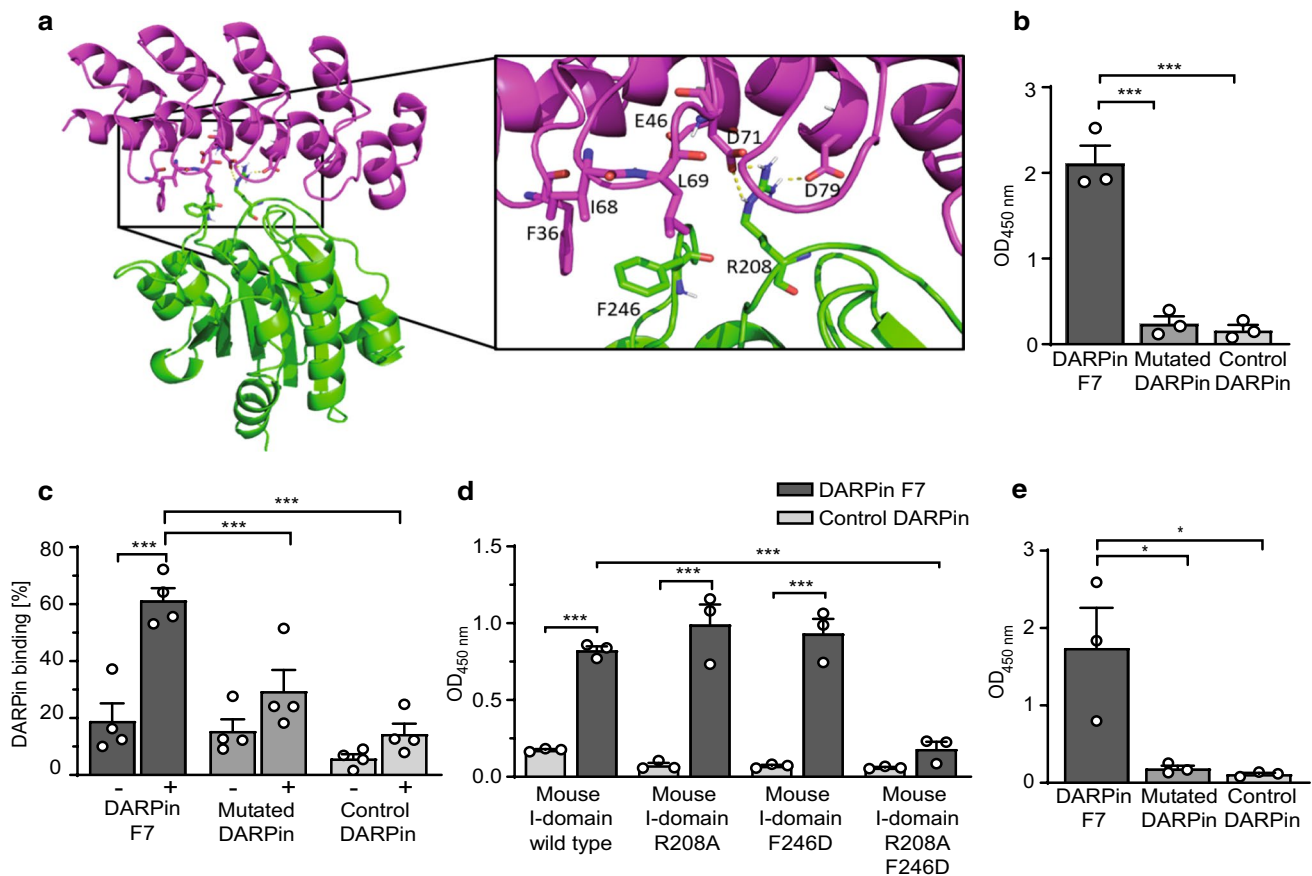 a
E46
D71
L69
D79
I68
F36
R208
F246
b
***
***
3
2
1
0
OD450 nm
DARPin F7
Mutated DARPin
Control DARPin
c
***
***
***
80
60
40
20
0
DARPin binding [%]
- + - + - +
DARPin F7
Mutated DARPin
Control DARPin
d
DARPin F7
Control DARPin
***
***
***
***
1.5
1.0
0.5
0.0
OD450 nm
Mouse I-domain wild type
Mouse I-domain R208A
Mouse I-domain F246D
Mouse I-domain R208A F246D
e
*
*
3
2
1
0
OD450 nm
DARPin F7
Mutated DARPin
Control DARPin